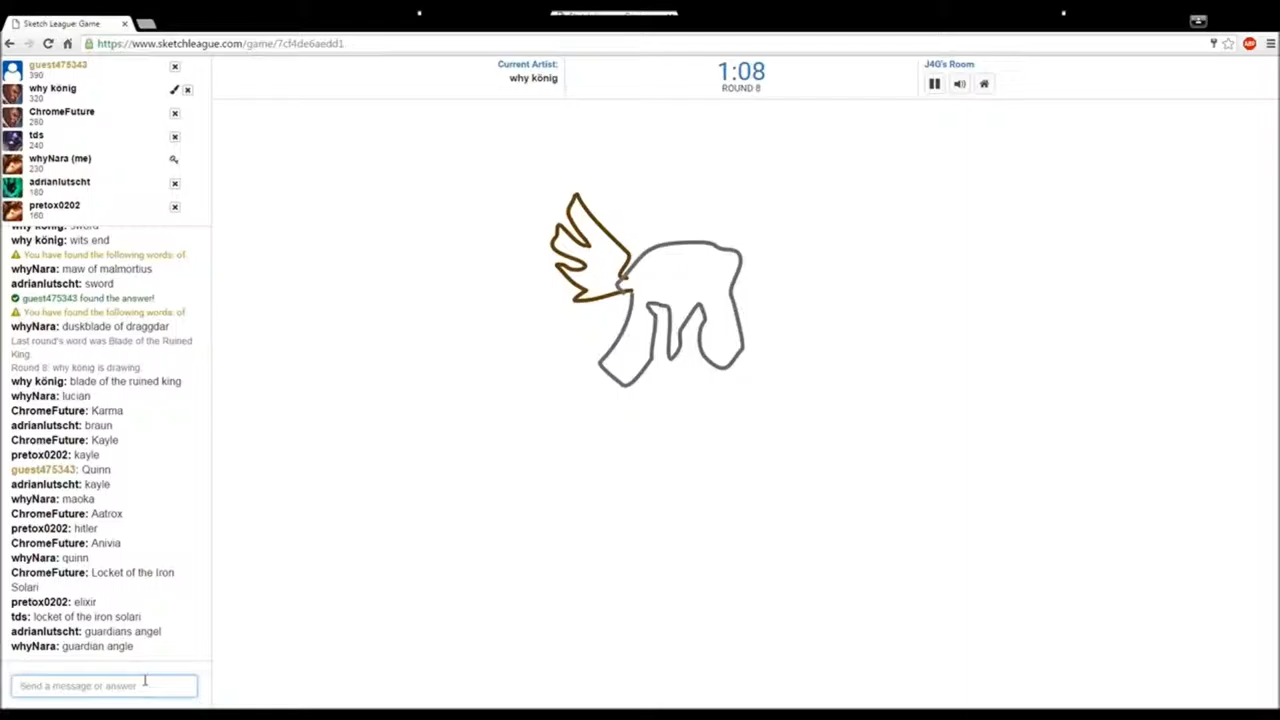 Sketch League: Game
https://www.sketchleague.com/game/7cf4de6aedd1
guest475343
390
why könig
320
ChromeFuture
260
tds
240
whyNara (me)
230
adrianlutscht
180
pretox0202
160
Current Artist:
why könig
1:08
ROUND 8
J4G's Room
why könig: sword
why könig: wits end
You have found the following words: of
whyNara: maw of malmortius
adrianlutscht: sword
guest475343 found the answer!
You have found the following words: of
whyNara: duskblade of draggdar
Last round's word was Blade of the Ruined
King.
Round 8: why könig is drawing.
why könig: blade of the ruined king
whyNara: lucian
ChromeFuture: Karma
adrianlutscht: braun
ChromeFuture: Kayle
pretox0202: kayle
guest475343: Quinn
adrianlutscht: kayle
whyNara: maoka
ChromeFuture: Aatrox
pretox0202: hitler
ChromeFuture: Anivia
whyNara: quinn
ChromeFuture: Locket of the Iron
Solari
pretox0202: elixir
tds: locket of the iron solari
adrianlutscht: guardians angel
whyNara: guardian angle
Send a message or answer